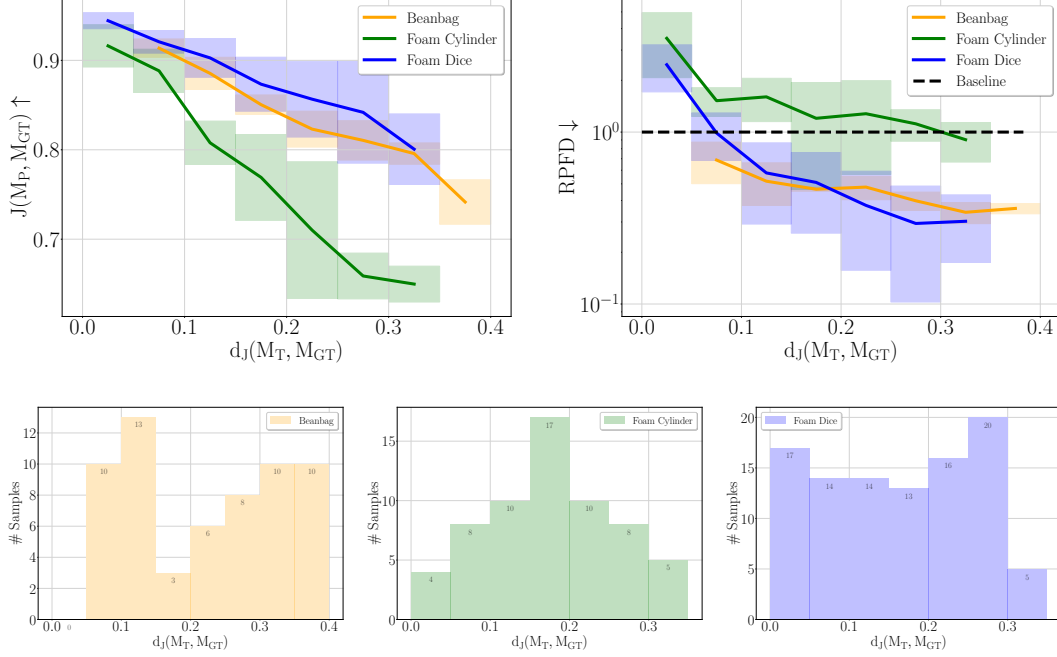 Beanbag
Foam Cylinder
Foam Dice
J(M_P, M_GT) ↑
0.9
0.8
0.7
0.0 0.1 0.2 0.3 0.4
d_J(M_T, M_GT)
Beanbag
Foam Cylinder
Foam Dice
Baseline
RPFD ↓
10^0
10^−1
0.0 0.1 0.2 0.3 0.4
d_J(M_T, M_GT)
Beanbag
# Samples
12
10
8
6
4
2
0
0 10 13 3 6 8 10 10
0.0 0.1 0.2 0.3 0.4
d_J(M_T, M_GT)
Foam Cylinder
# Samples
15
10
5
0
4 8 10 17 10 8 5
0.0 0.1 0.2 0.3
d_J(M_T, M_GT)
Foam Dice
# Samples
20
15
10
5
0
17 14 14 13 16 20 5
0.0 0.1 0.2 0.3
d_J(M_T, M_GT)